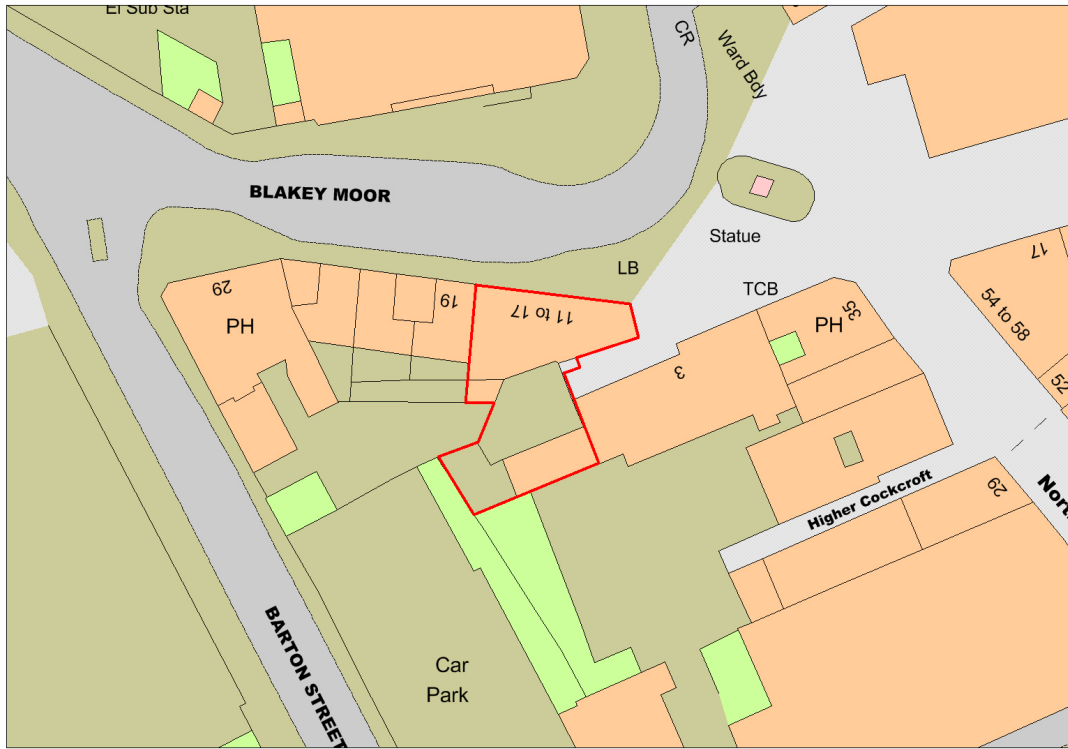 El Sub Sta
CR
Ward Bdy
BLAKEY MOOR
Statue
LB
TCB
29
PH
19
11 to 17
3
35
PH
17
54 to 58
52
Higher Cockcroft
29
BARTON STREET
Car
Park